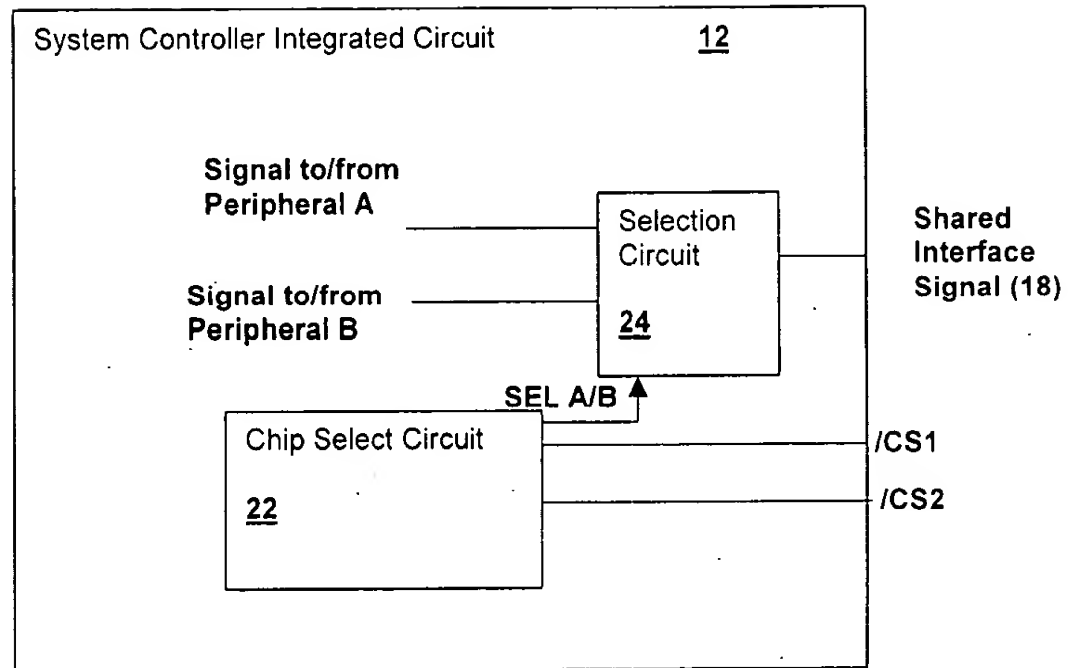 System Controller Integrated Circuit 12
Signal to/from
Peripheral A
Selection
Circuit
24
Shared
Interface
Signal (18)
Signal to/from
Peripheral B
SEL A/B
Chip Select Circuit
22
/CS1
/CS2